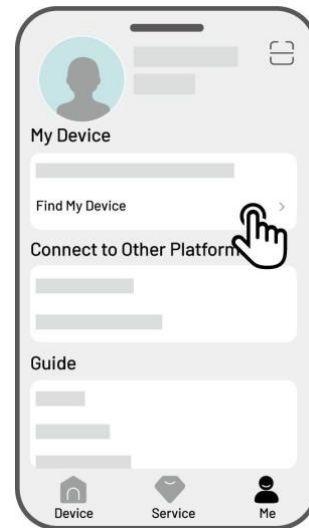 My Device
Find My Device
Connect to Other Platform
Guide
Device Service Me